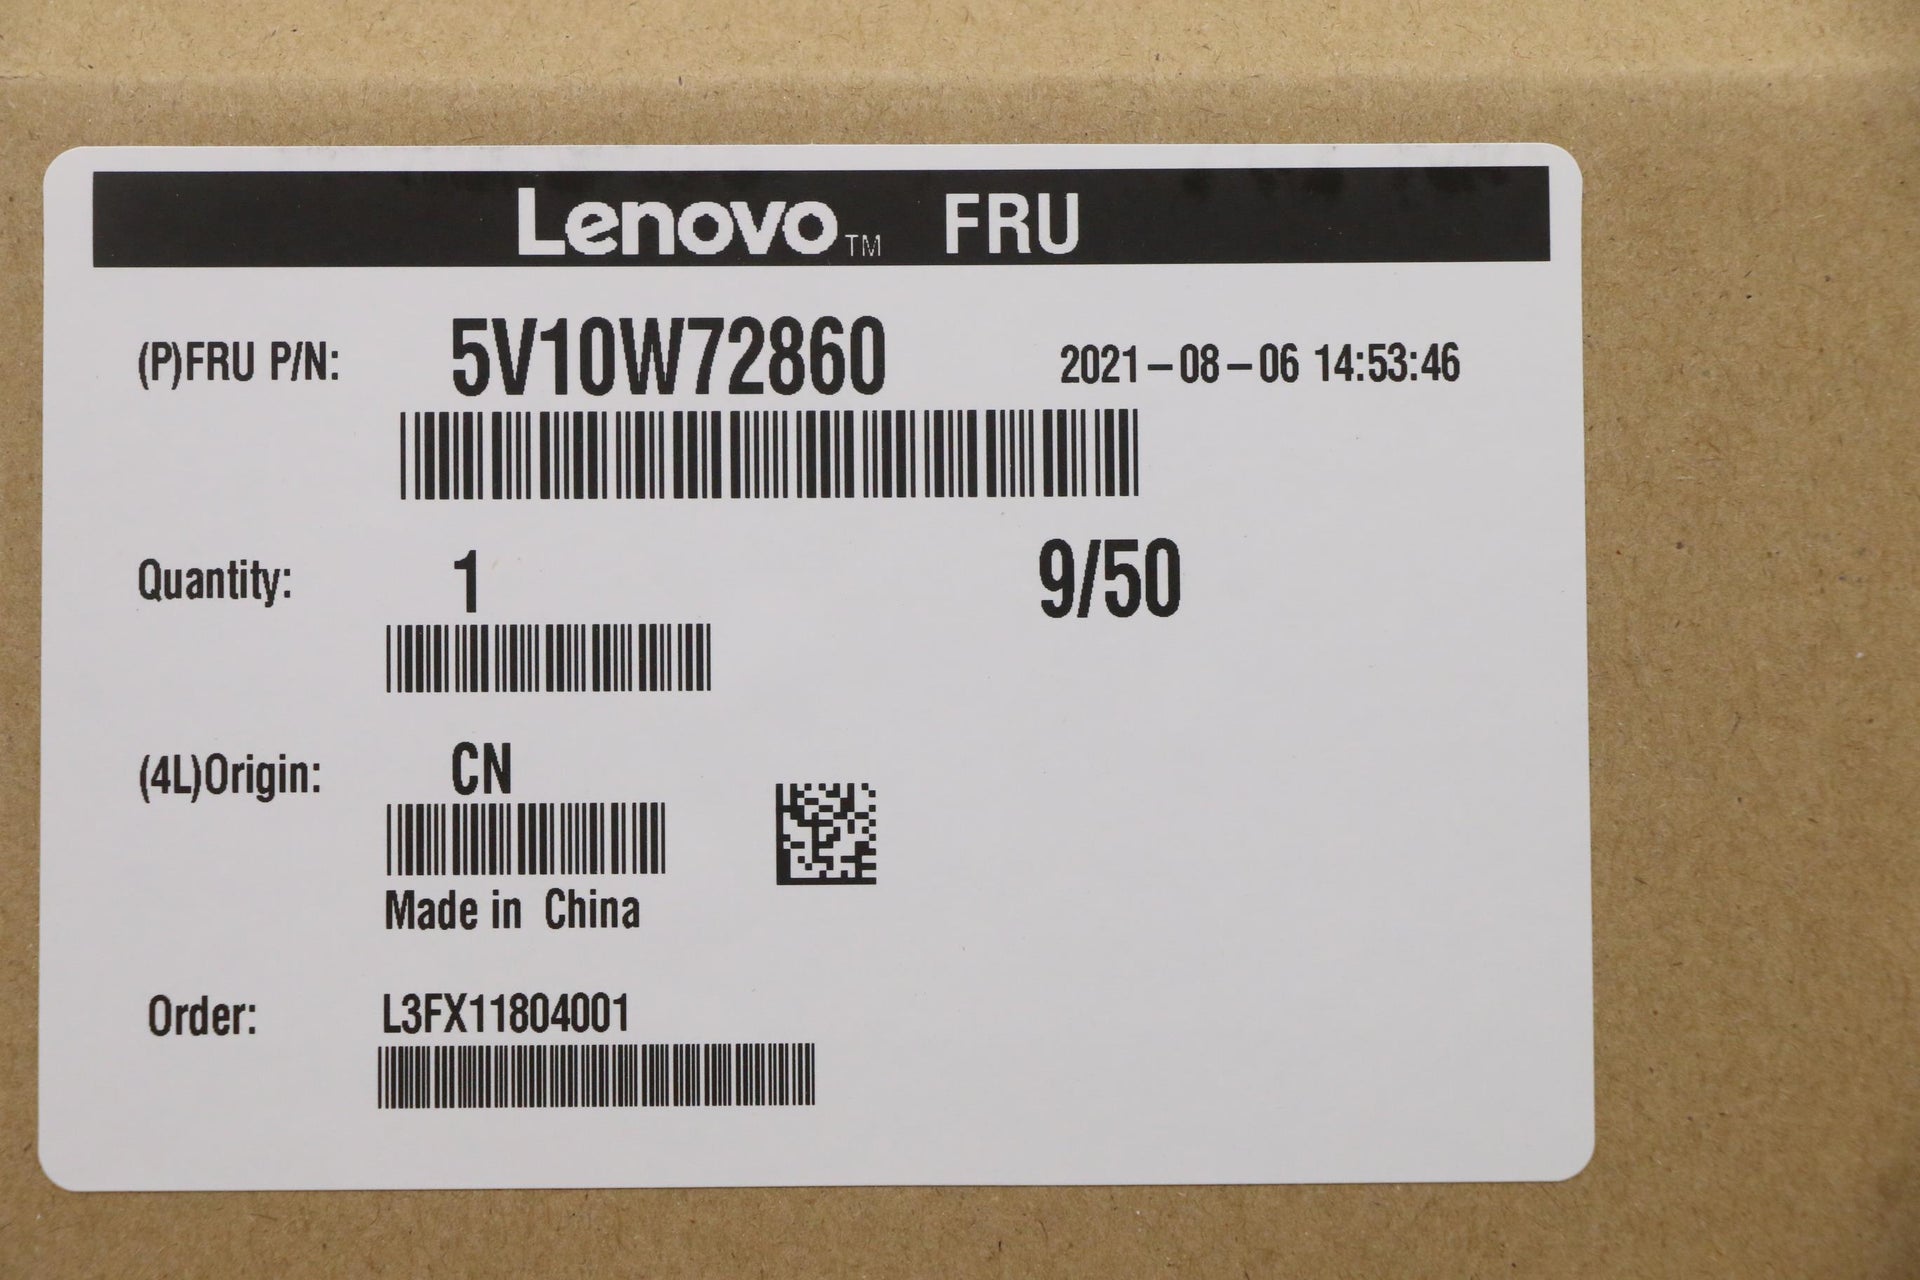 Lenovo™ FRU
(P)FRU P/N: 5V10W72860 2021-08-06 14:53:46
Quantity: 1 9/50
(4L)Origin: CN
Made in China
Order: L3FX11804001